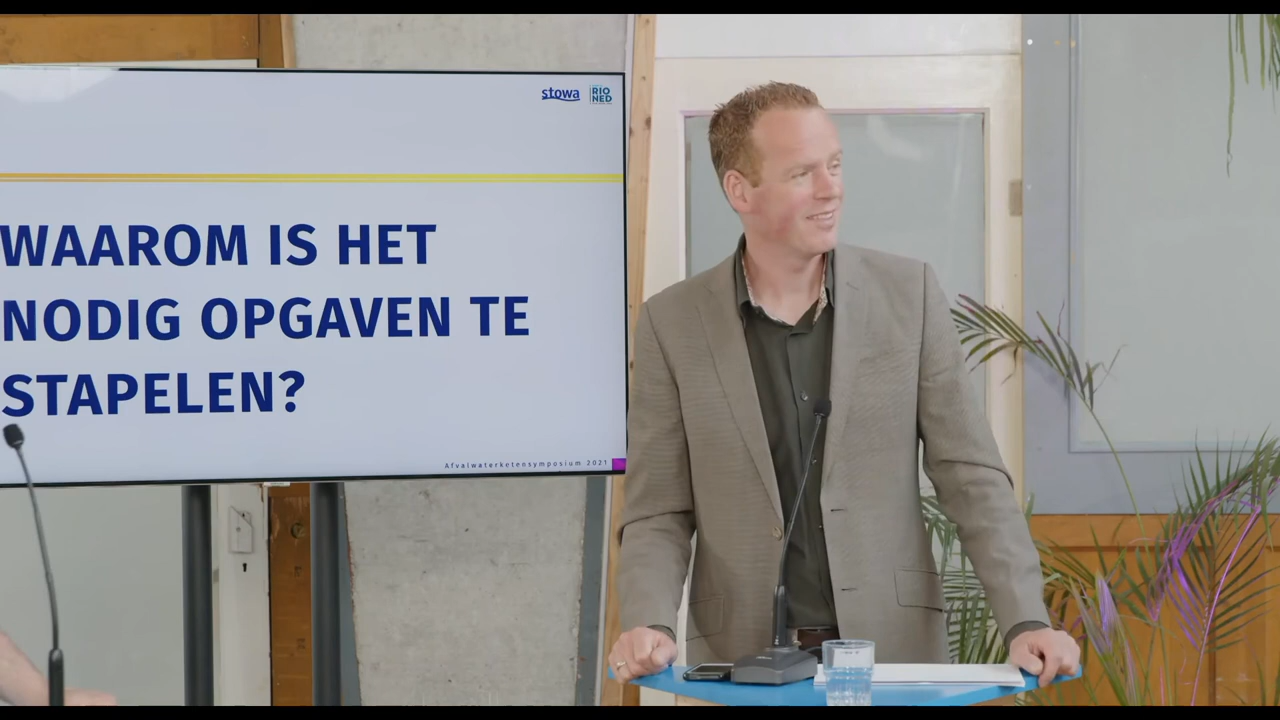 stowa
RIO
NED
WAAROM IS HET
NODIG OPGAVEN TE
STAPELEN?
Afvalwaterketensymposium 2021